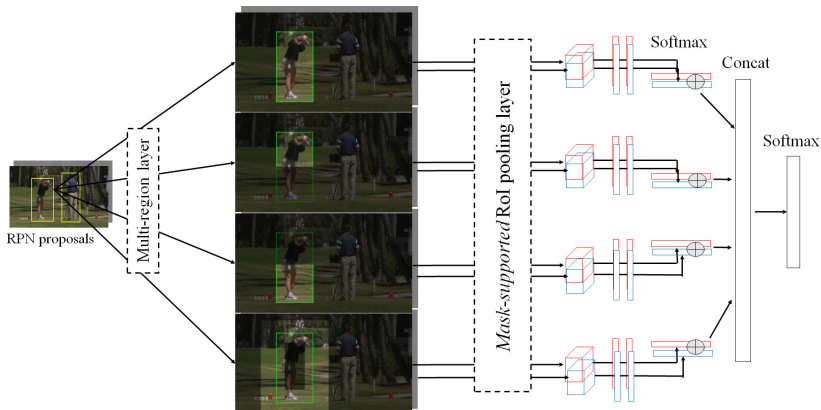 RPN proposals
Multi-region layer
Mask-supported RoI pooling layer
Softmax
Concat
Softmax